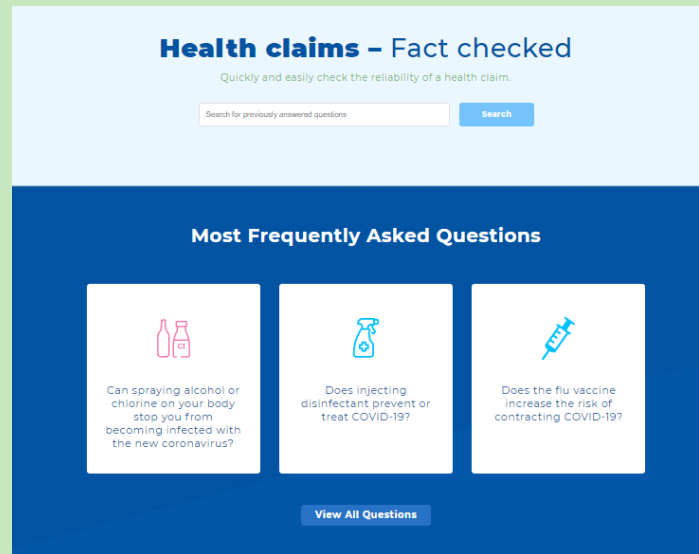 Health claims – Fact checked
Quickly and easily check the reliability of a health claim.
Search for previously answered questions
Search
Most Frequently Asked Questions
Can spraying alcohol or
chlorine on your body
stop you from
becoming infected with
the new coronavirus?
Does injecting
disinfectant prevent or
treat COVID-19?
Does the flu vaccine
increase the risk of
contracting COVID-19?
View All Questions